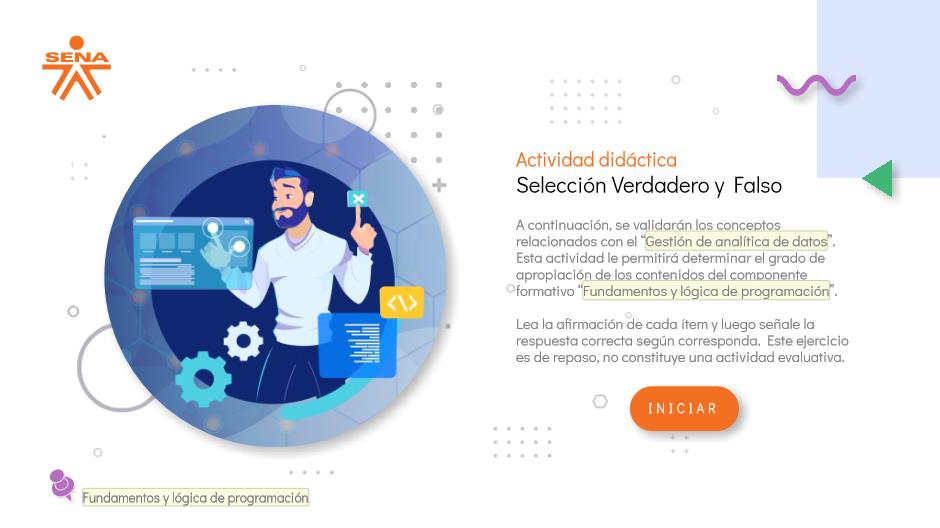 SENA
Actividad didáctica
Selección Verdadero y Falso
A continuación, se validarán los conceptos
relacionados con el “Gestión de analítica de datos”.
Esta actividad le permitirá determinar el grado de
apropiación de los contenidos del componente
formativo “Fundamentos y lógica de programación”.
Lea la afirmación de cada ítem y luego señale la
respuesta correcta según corresponda. Este ejercicio
es de repaso, no constituye una actividad evaluativa.
INICIAR
</>
Fundamentos y lógica de programación